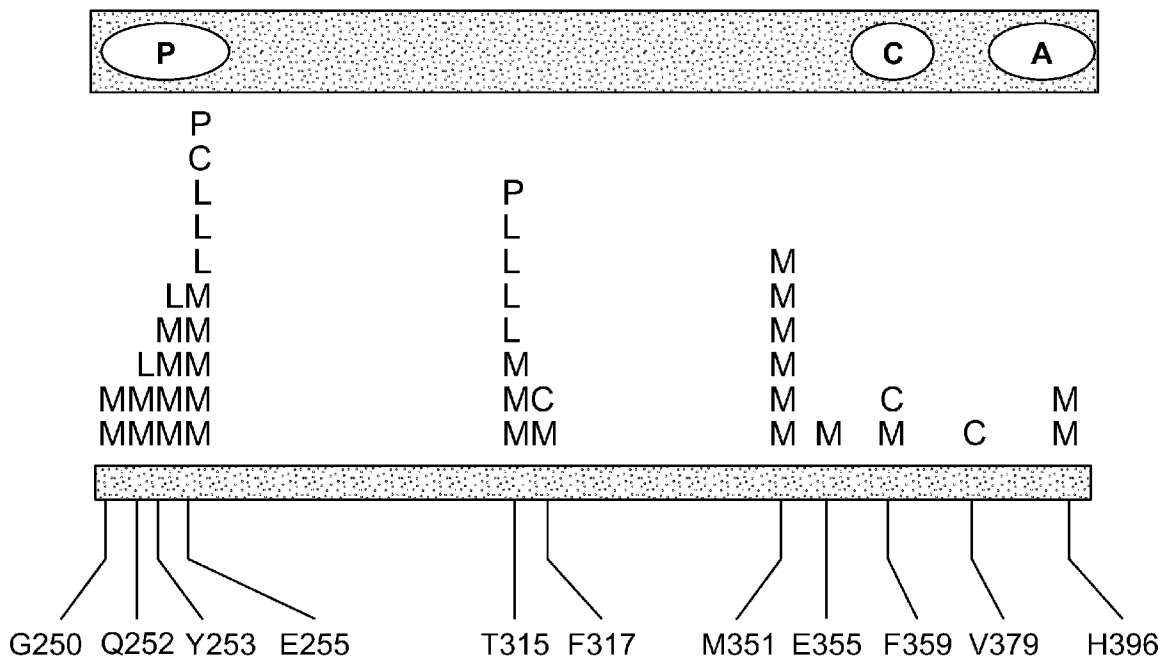 P C A
P
C
L P
L L
L L M
LM L M
MM L M
LMM M M
MMMM MC M C M
MMMM MM M M M C M
G250 Q252 Y253 E255 T315 F317 M351 E355 F359 V379 H396